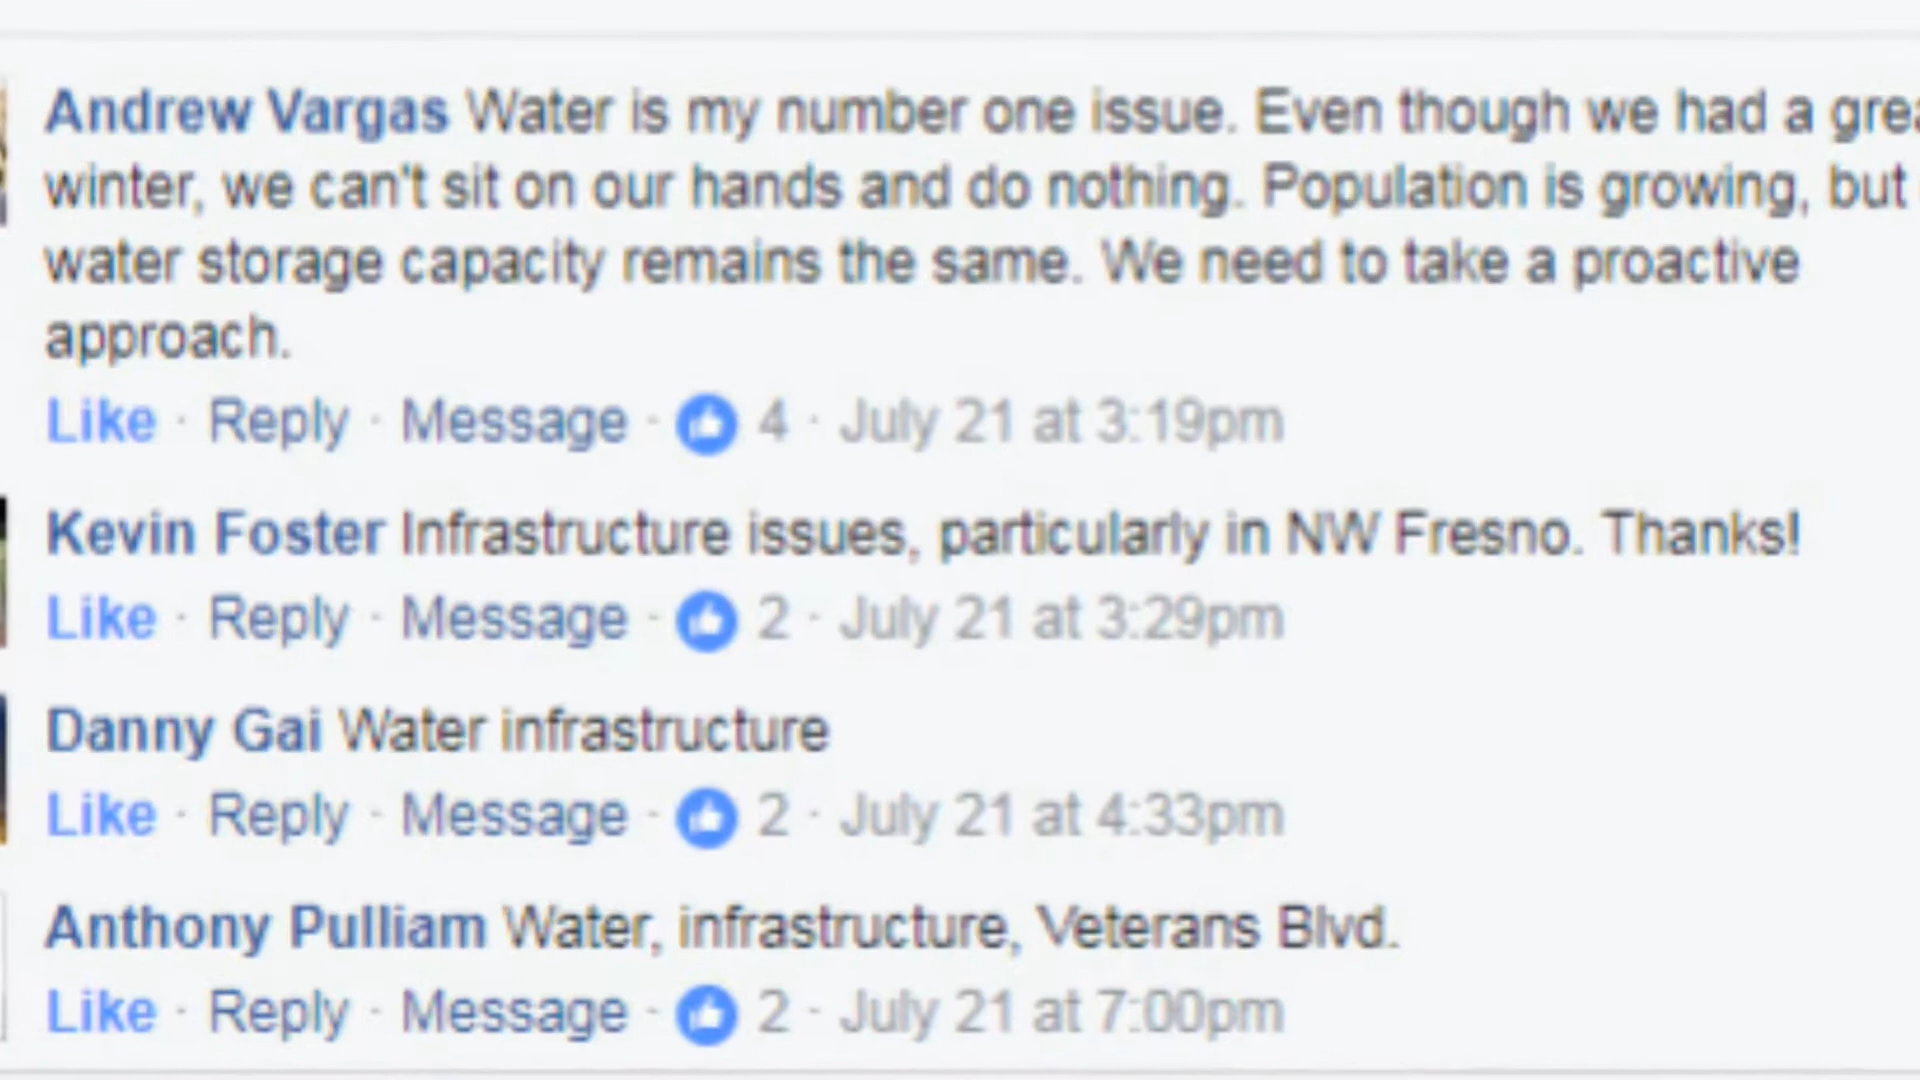 Andrew Vargas Water is my number one issue. Even though we had a
winter, we can't sit on our hands and do nothing. Population is growing, but
water storage capacity remains the same. We need to take a proactive
approach.
Like · Reply · Message · 4 · July 21 at 3:19pm
Kevin Foster Infrastructure issues, particularly in NW Fresno. Thanks!
Like · Reply · Message · 2 · July 21 at 3:29pm
Danny Gai Water infrastructure
Like · Reply · Message · 2 · July 21 at 4:33pm
Anthony Pulliam Water, infrastructure, Veterans Blvd.
Like · Reply · Message · 2 · July 21 at 7:00pm